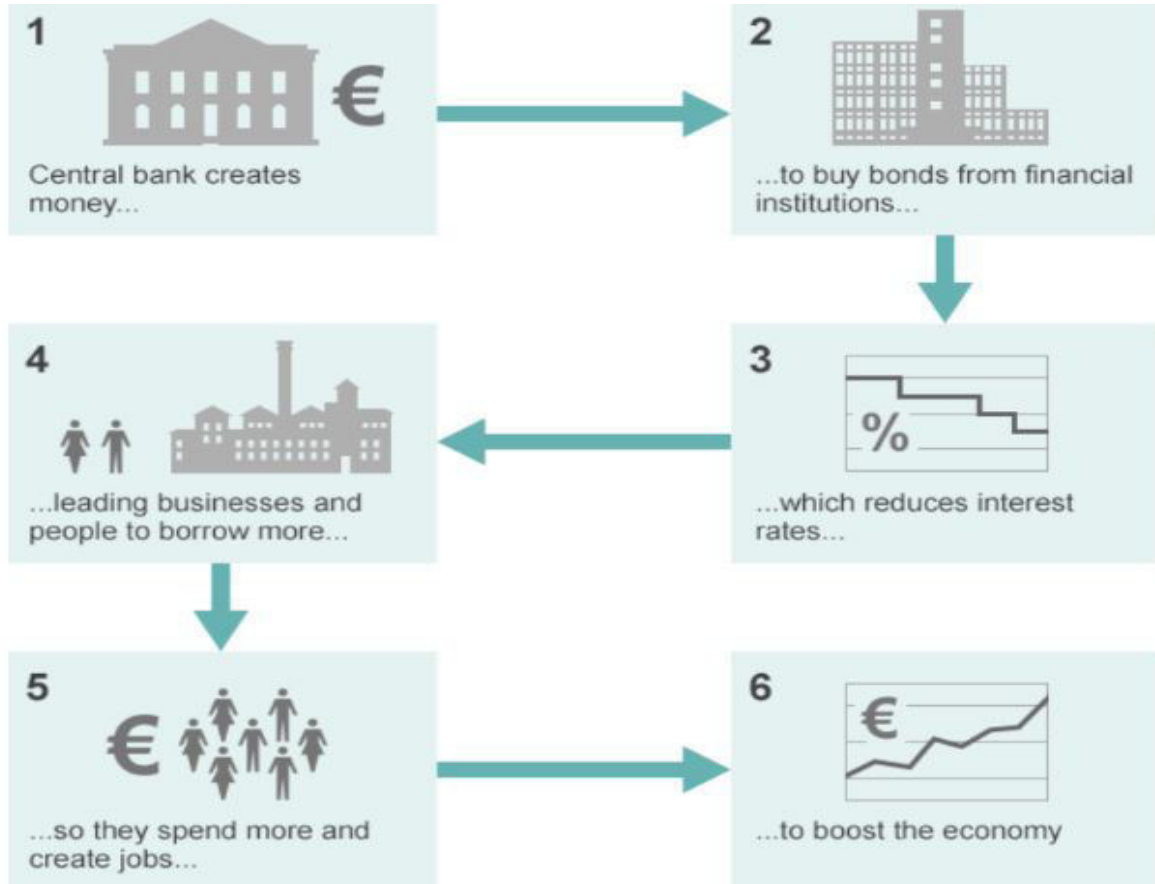 1
€
Central bank creates
money...
2
...to buy bonds from financial
institutions...
3
%
...which reduces interest
rates...
4
...leading businesses and
people to borrow more...
5
€
...so they spend more and
create jobs...
6
€
...to boost the economy